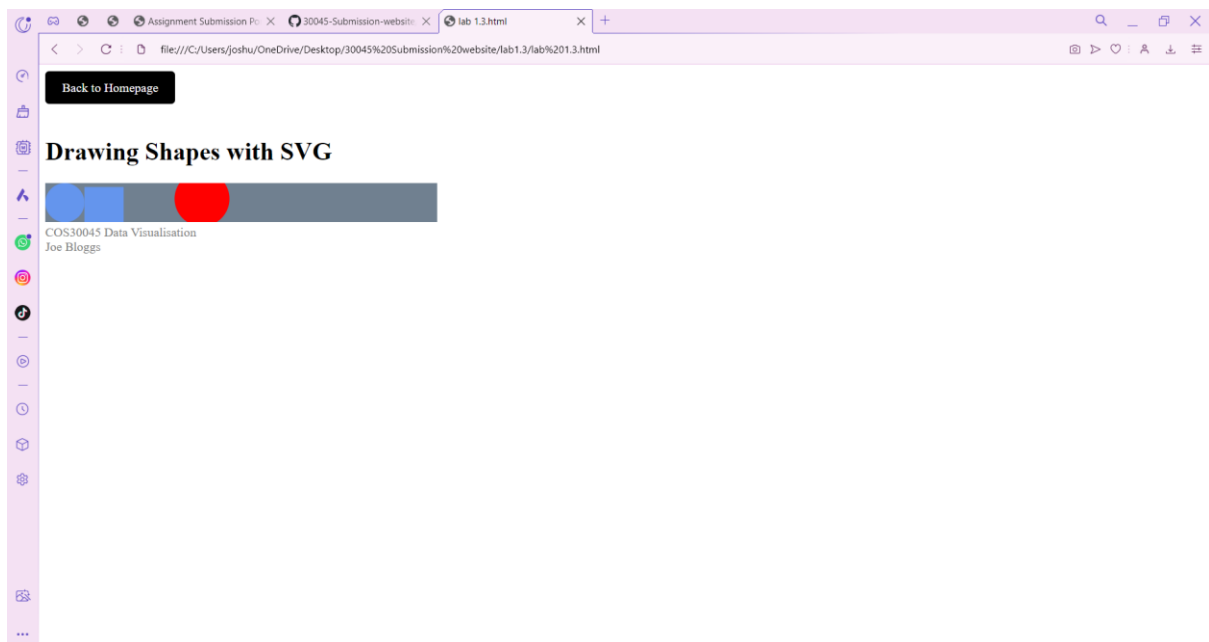 Assignment Submission Po
30045-Submission-website
lab 1.3.html
file:///C:/Users/joshu/OneDrive/Desktop/30045%20Submission%20website/lab1.3/lab%201.3.html
Back to Homepage
Drawing Shapes with SVG
COS30045 Data Visualisation
Joe Bloggs